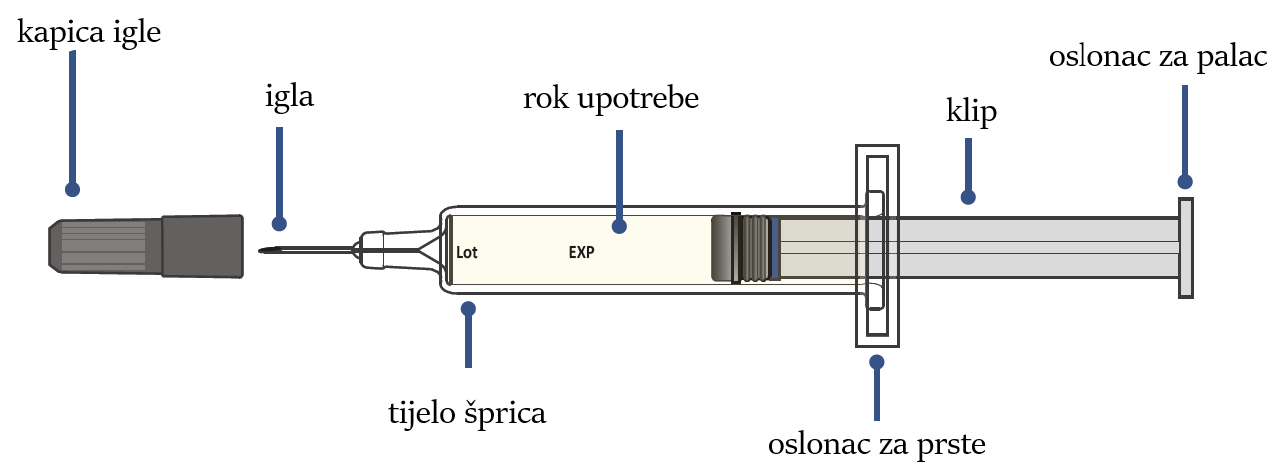 kapica igle
igla
rok upotrebe
klip
oslonac za palac
Lot
EXP
tijelo šprica
oslonac za prste